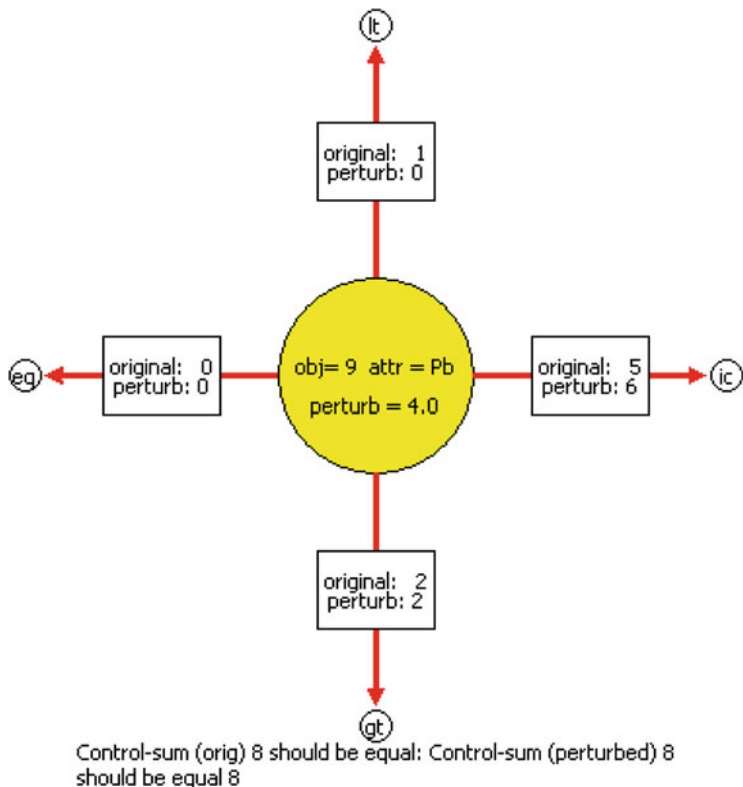 lt
original: 1
perturb: 0
eq
original: 0
perturb: 0
obj= 9 attr = Pb
perturb = 4.0
original: 5
perturb: 6
ic
original: 2
perturb: 2
gt
Control-sum (orig) 8 should be equal: Control-sum (perturbed) 8
should be equal 8